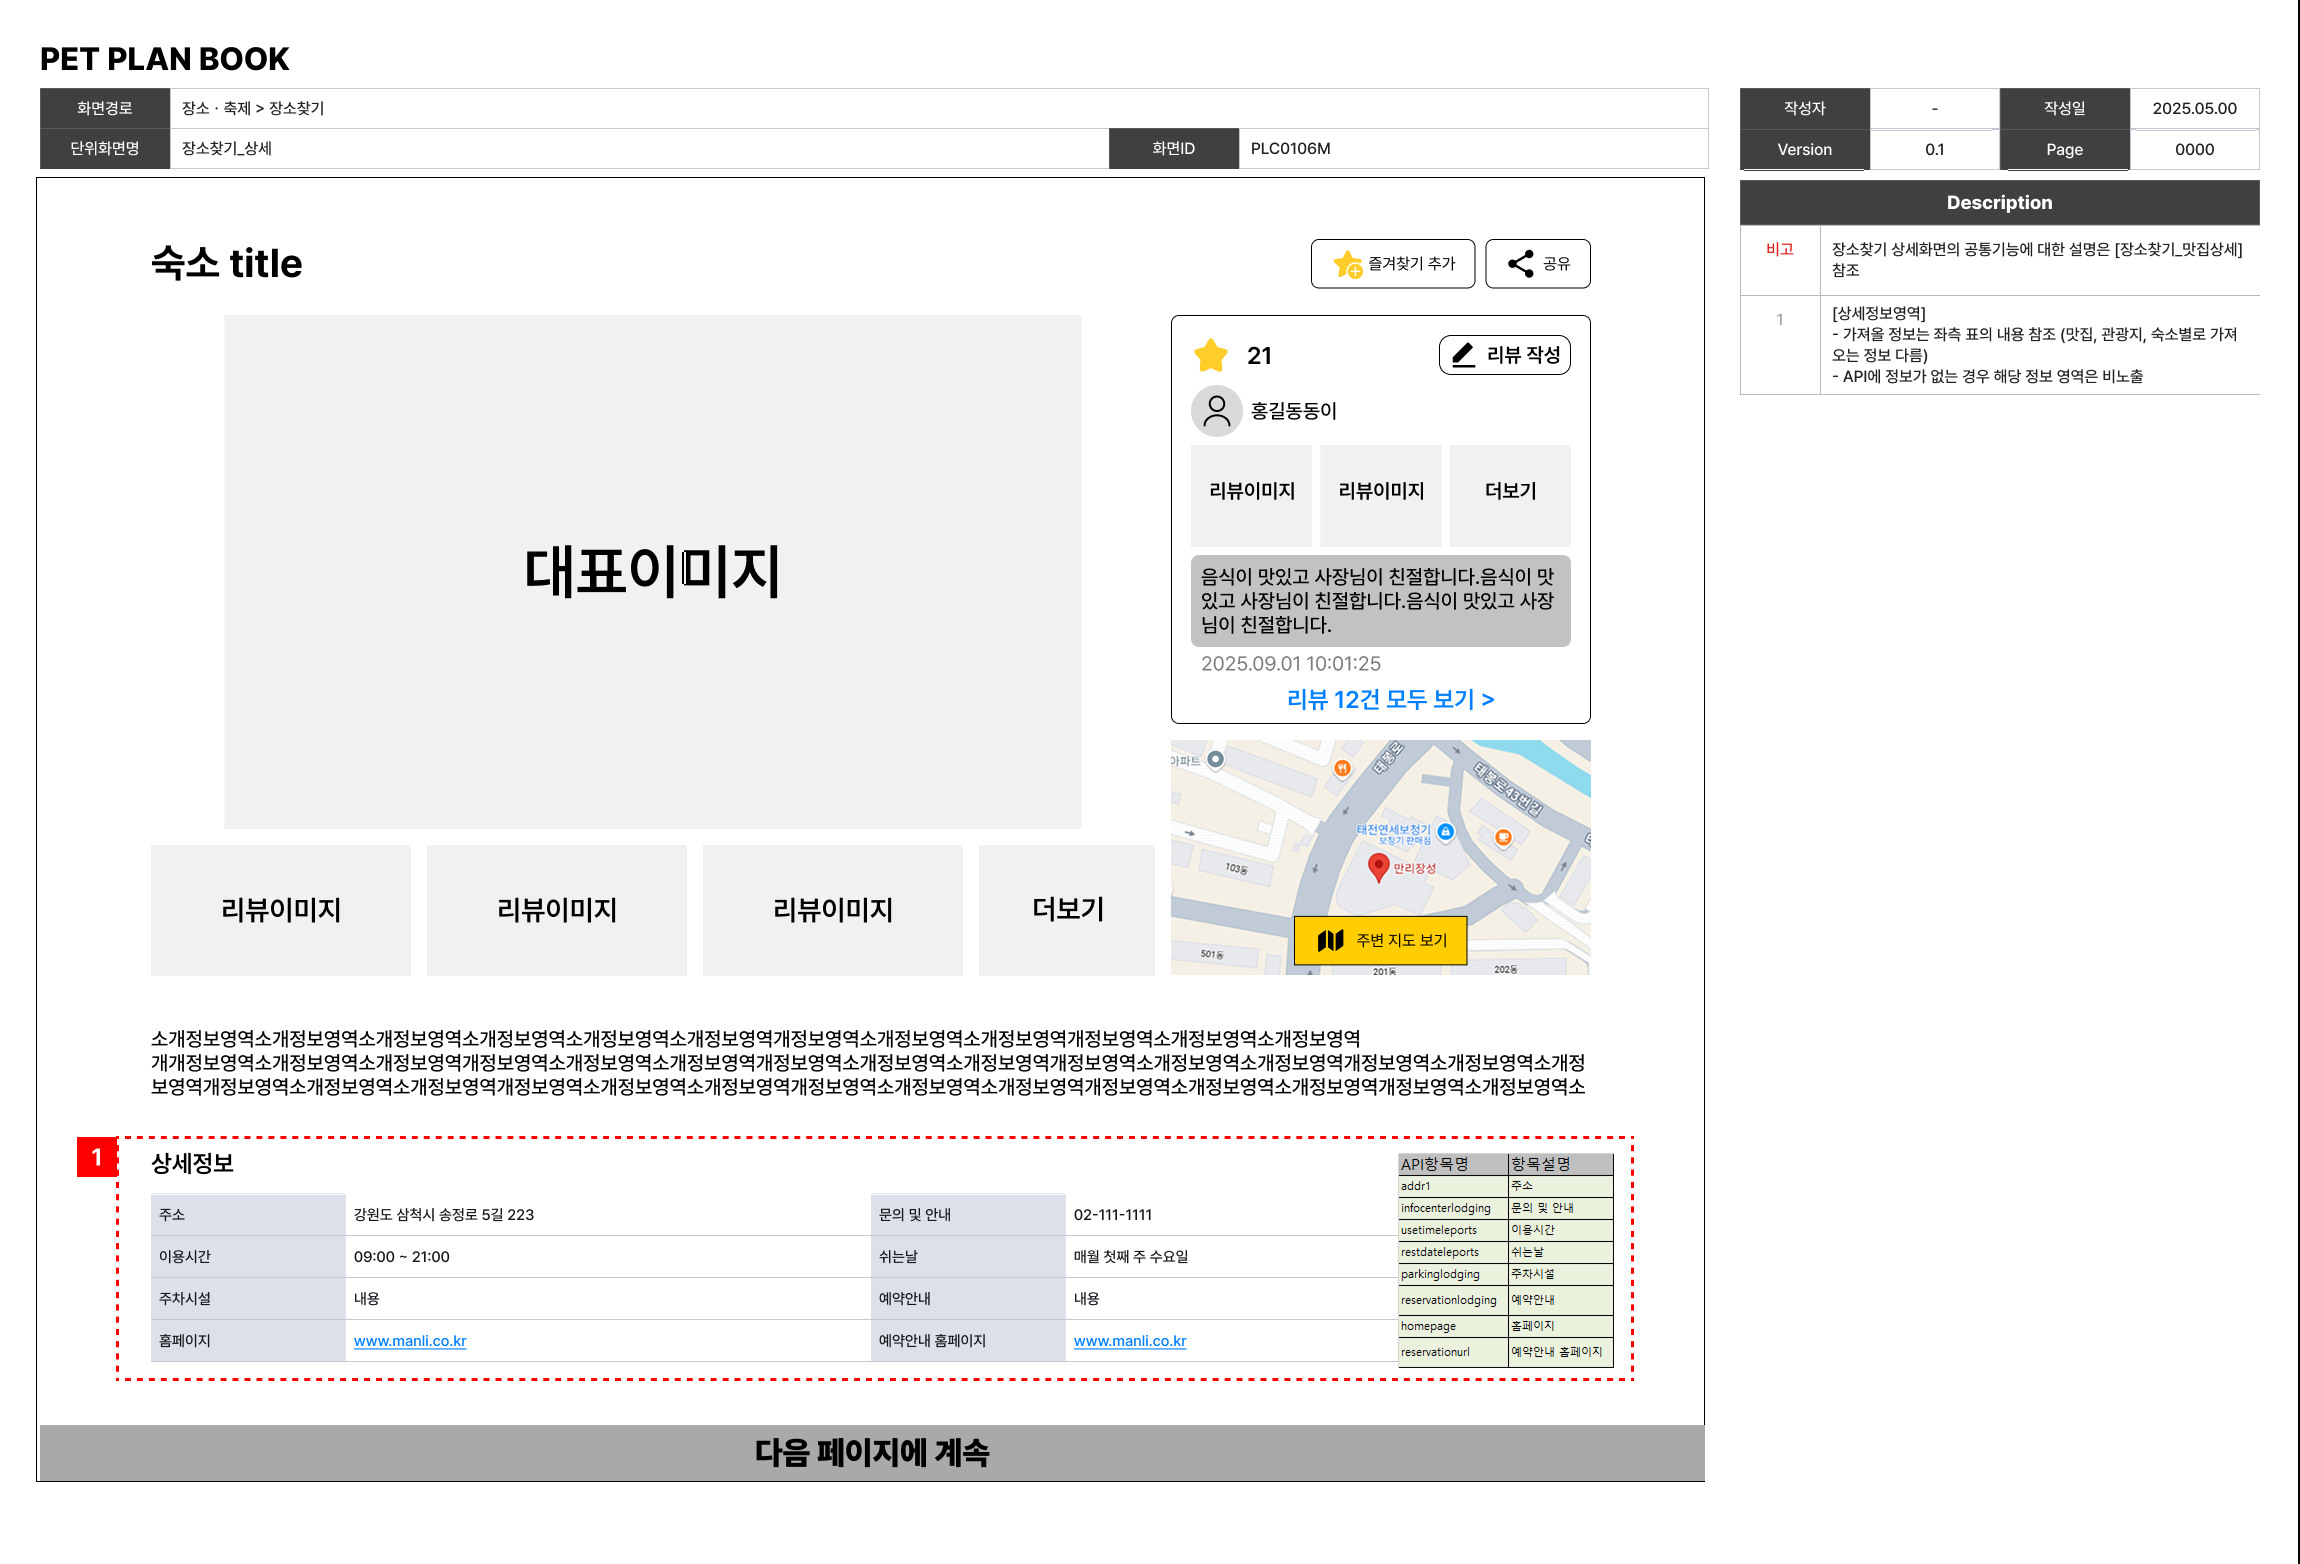 PET PLAN BOOK
화면경로 장소 · 축제 > 장소찾기
단위화면명 장소찾기_상세 화면ID PLC0106M
작성자 - 작성일 2025.05.00
Version 0.1 Page 0000
Description
비고 장소찾기 상세화면의 공통기능에 대한 설명은 [장소찾기_맛집상세]
참조
1 [상세정보영역]
- 가져올 정보는 좌측 표의 내용 참조 (맛집, 관광지, 숙소별로 가져
오는 정보 다름)
- API에 정보가 없는 경우 해당 정보 영역은 비노출
숙소 title
즐겨찾기 추가
공유
대표이미지
21
리뷰 작성
홍길동동이
리뷰이미지 리뷰이미지 더보기
음식이 맛있고 사장님이 친절합니다.음식이 맛
있고 사장님이 친절합니다.음식이 맛있고 사장
님이 친절합니다.
2025.09.01 10:01:25
리뷰 12건 모두 보기 >
아파트
태봉로
태봉로43번길
태전연세보청기
보청기 판매점
만리장성
103동
501동
201동
202동
주변 지도 보기
리뷰이미지 리뷰이미지 리뷰이미지 더보기
소개정보영역소개정보영역소개정보영역소개정보영역소개정보영역소개정보영역개정보영역소개정보영역소개정보영역개정보영역소개정보영역소개정보영역
개개정보영역소개정보영역소개정보영역개정보영역소개정보영역소개정보영역개정보영역소개정보영역소개정보영역개정보영역소개정보영역소개정보영역개정보영역소개정보영역소개정
보영역개정보영역소개정보영역소개정보영역개정보영역소개정보영역소개정보영역개정보영역소개정보영역소개정보영역개정보영역소개정보영역소개정보영역개정보영역소개정보영역소
1
상세정보
주소 강원도 삼척시 송정로 5길 223 문의 및 안내 02-111-1111
이용시간 09:00 ~ 21:00 쉬는날 매월 첫째 주 수요일
주차시설 내용 예약안내 내용
홈페이지 www.manli.co.kr 예약안내 홈페이지 www.manli.co.kr
API항목명 항목설명
addr1 주소
infocenterlodging 문의 및 안내
usetimeleports 이용시간
restdateleports 쉬는날
parkinglodging 주차시설
reservationlodging 예약안내
homepage 홈페이지
reservationurl 예약안내 홈페이지
다음 페이지에 계속